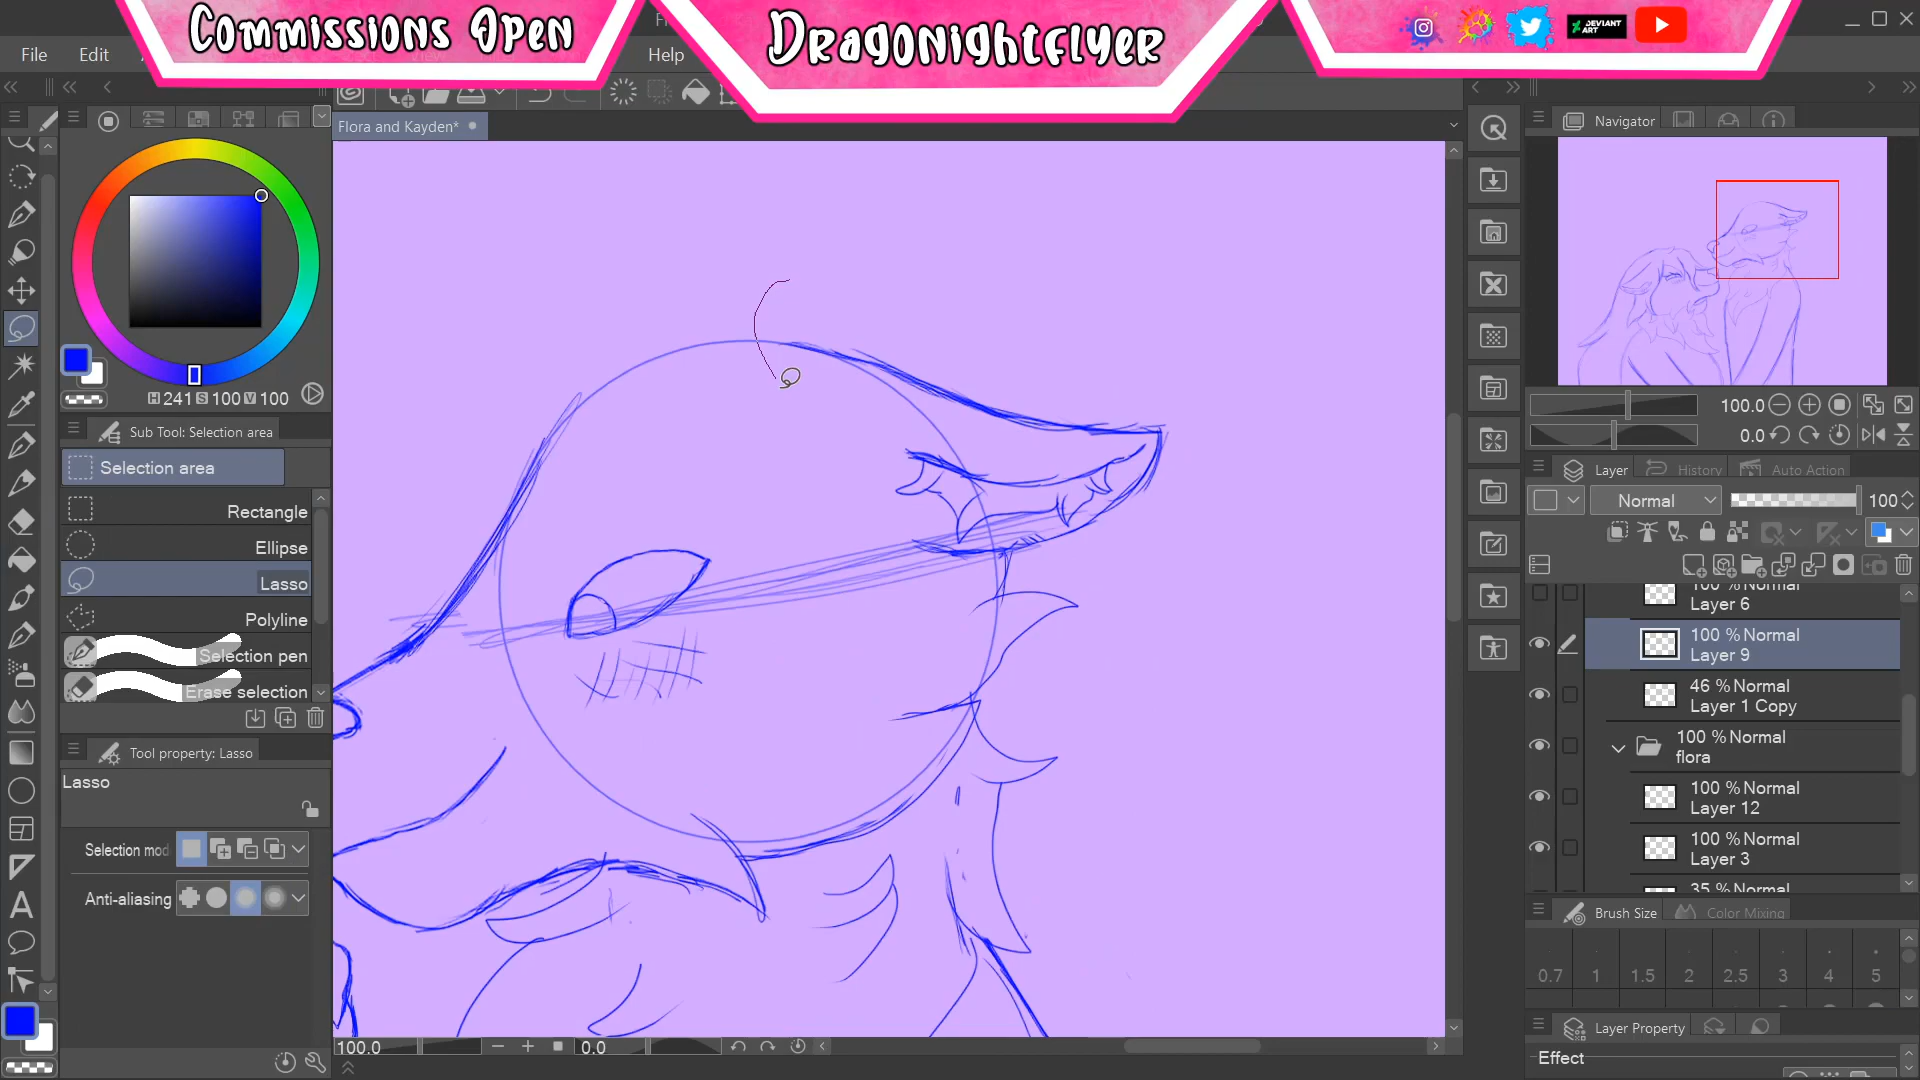 Commissions Open
Dragonightflyer
DEVIANT
ART
File
Edit
Help
Flora and Kayden*
Navigator
H 241 S 100 V 100
Sub Tool: Selection area
Selection area
Rectangle
Ellipse
Lasso
Polyline
Selection pen
Erase selection
Tool property: Lasso
Lasso
Selection mod
Anti-aliasing
100.0
0.0
100.0
0.0
Layer
History
Auto Action
Normal
100
100 % Normal
Layer 6
100 % Normal
Layer 9
46 % Normal
Layer 1 Copy
100 % Normal
flora
100 % Normal
Layer 12
100 % Normal
Layer 3
35 % Normal
Brush Size
Color Mixing
0.7
1
1.5
2
2.5
3
4
5
Layer Property
Effect